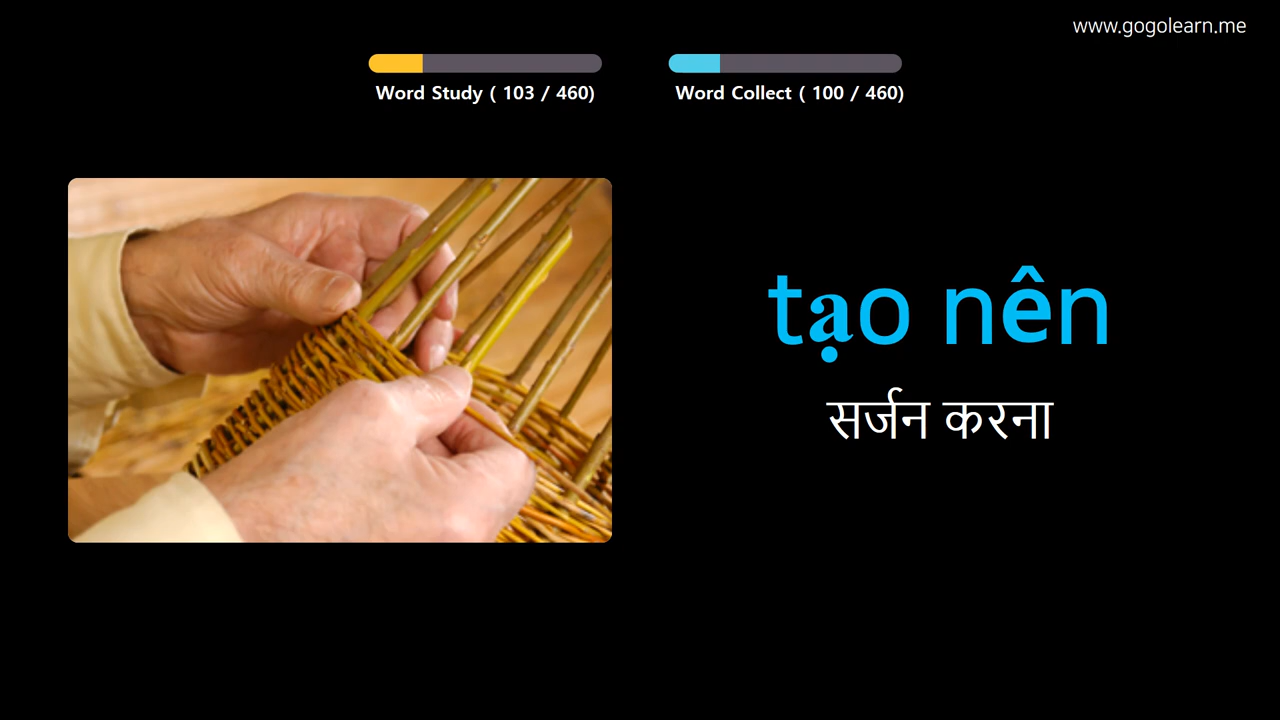 www.gogolearn.me
Word Study ( 103 / 460)
Word Collect ( 100 / 460)
tạo nên
सर्जन करना